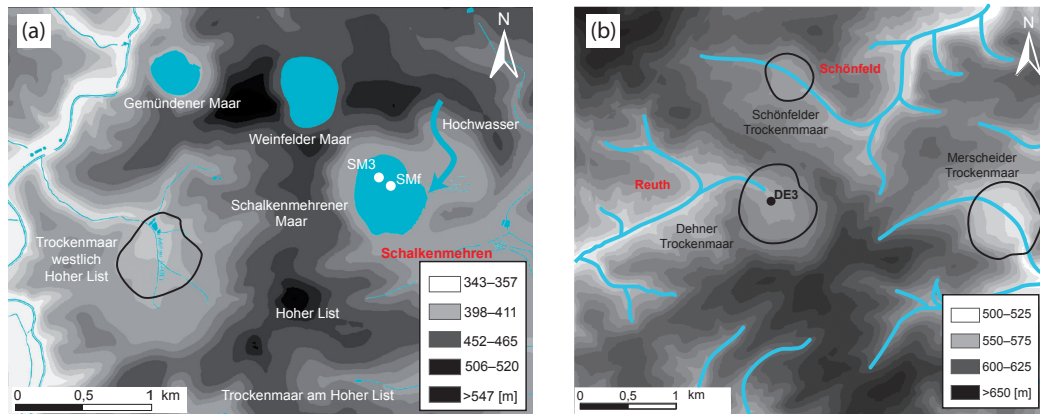 (a)
N
Gemündener Maar
Weinfelder Maar
Hochwasser
SM3
SMf
Schalkenmehrener
Maar
Trockenmaar
westlich
Hoher List
Schalkenmehren
Hoher List
Trockenmaar am Hoher List
343–357
398–411
452–465
506–520
>547 [m]
0 0,5 1 km
(b)
N
Schönfeld
Schönfelder
Trockenmmaar
Merscheider
Trockenmaar
Reuth
DE3
Dehner
Trockenmaar
500–525
550–575
600–625
>650 [m]
0 0,5 1 km